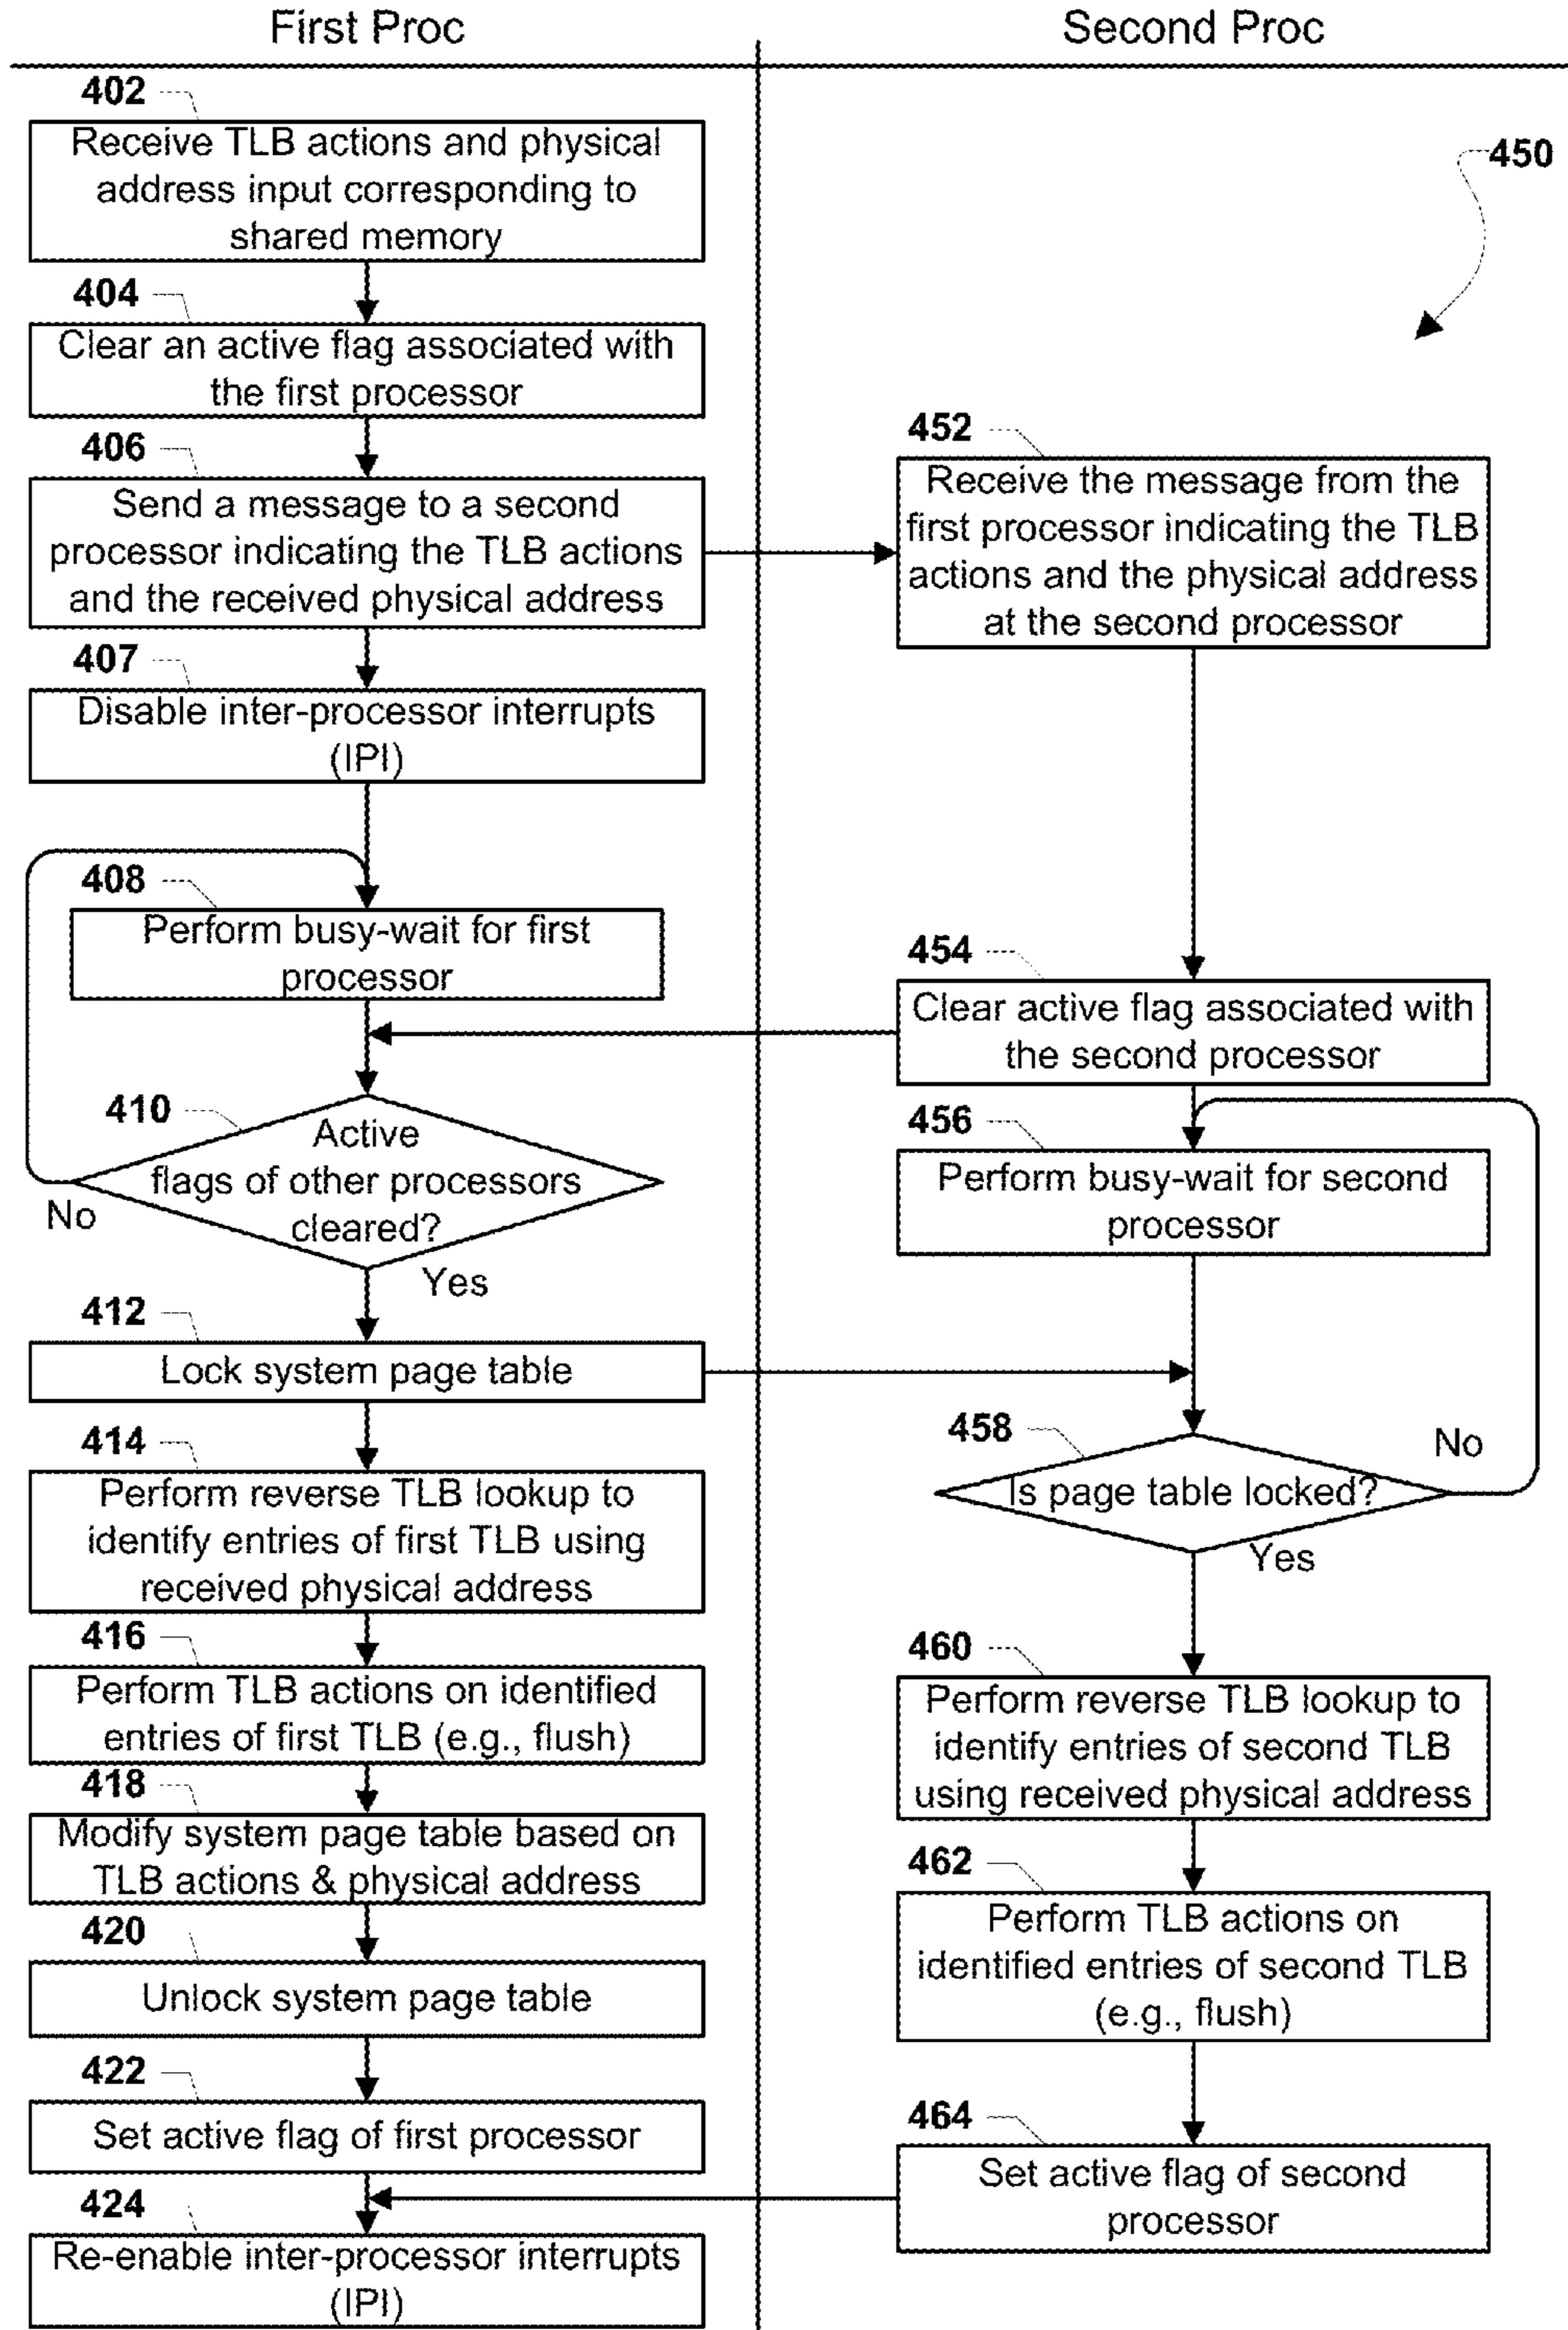 First Proc
Second Proc
402
Receive TLB actions and physical
address input corresponding to
shared memory
404
Clear an active flag associated with
the first processor
406
Send a message to a second
processor indicating the TLB actions
and the received physical address
407
Disable inter-processor interrupts
(IPI)
408
Perform busy-wait for first
processor
410
Active
flags of other processors
cleared?
No
Yes
412
Lock system page table
414
Perform reverse TLB lookup to
identify entries of first TLB using
received physical address
416
Perform TLB actions on identified
entries of first TLB (e.g., flush)
418
Modify system page table based on
TLB actions & physical address
420
Unlock system page table
422
Set active flag of first processor
424
Re-enable inter-processor interrupts
(IPI)
450
452
Receive the message from the
first processor indicating the TLB
actions and the physical address
at the second processor
454
Clear active flag associated with
the second processor
456
Perform busy-wait for second
processor
458
Is page table locked?
No
Yes
460
Perform reverse TLB lookup to
identify entries of second TLB
using received physical address
462
Perform TLB actions on
identified entries of second TLB
(e.g., flush)
464
Set active flag of second
processor